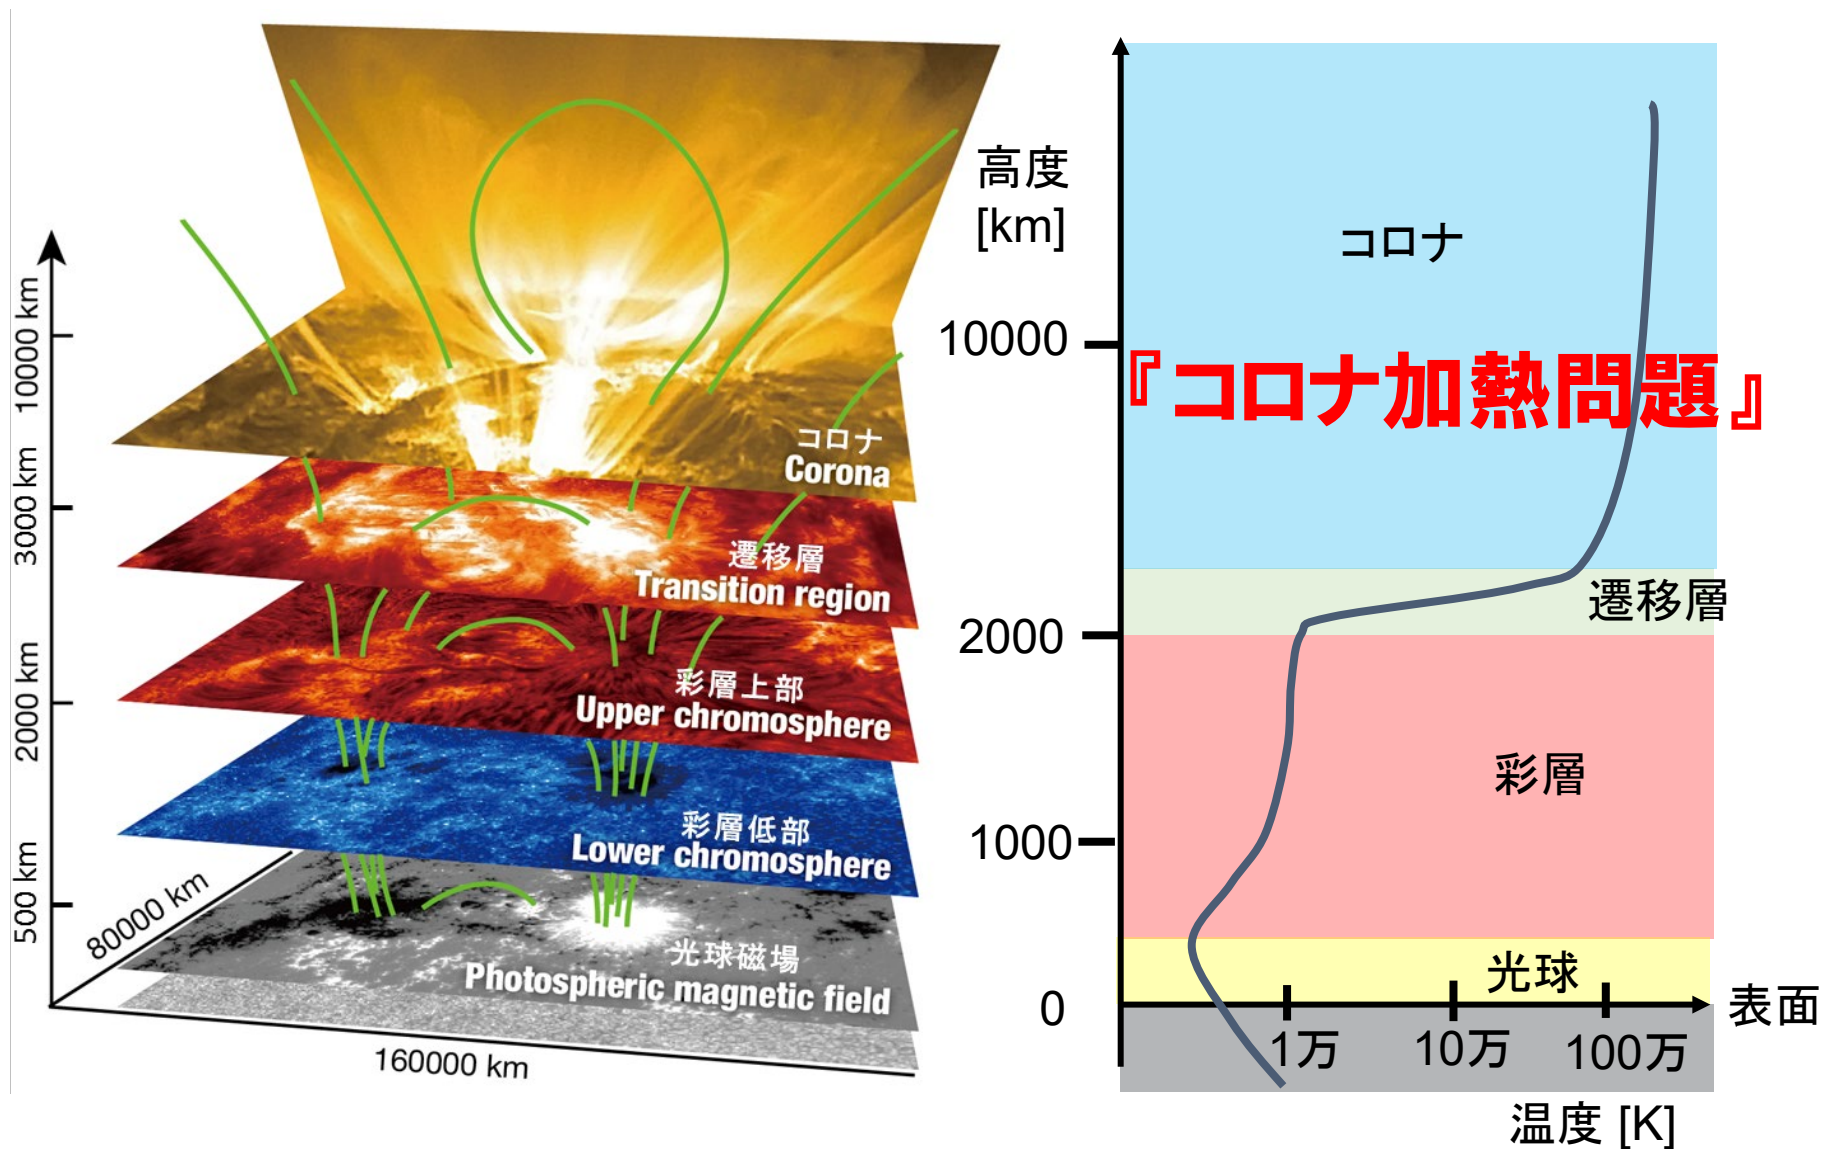 10000 km
3000 km
2000 km
500 km
80000 km
160000 km
コロナ
Corona
遷移層
Transition region
彩層上部
Upper chromosphere
彩層低部
Lower chromosphere
光球磁場
Photospheric magnetic field
高度
[km]
10000
2000
1000
0
コロナ
『コロナ加熱問題』
遷移層
彩層
光球
表面
1万
10万
100万
温度 [K]